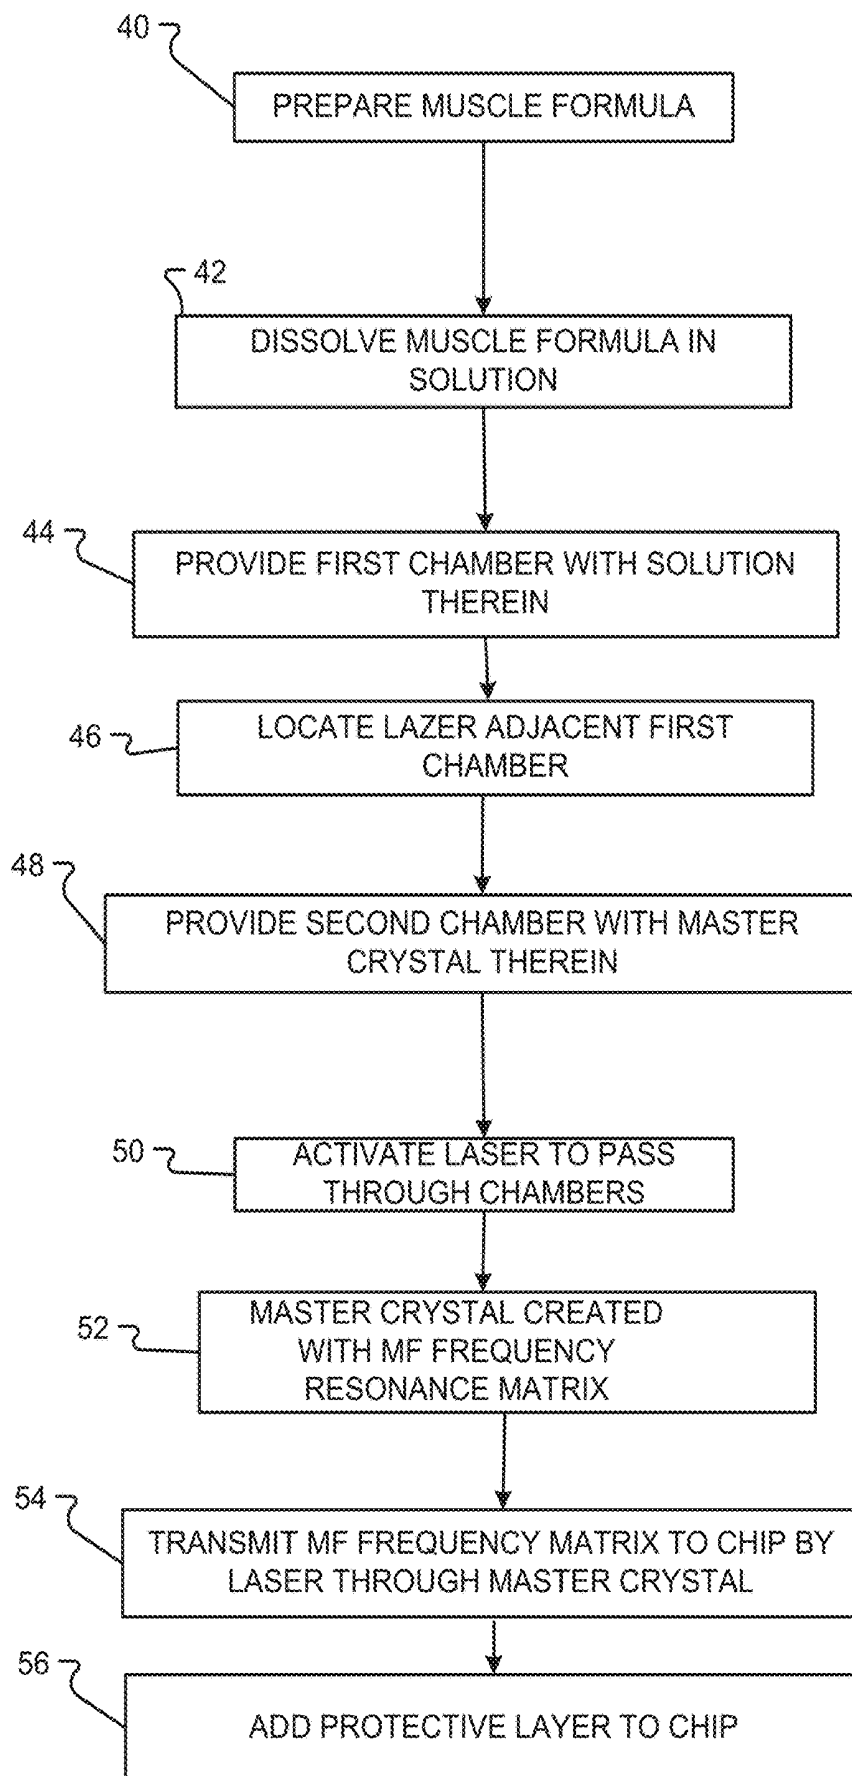 40
PREPARE MUSCLE FORMULA
42
DISSOLVE MUSCLE FORMULA IN
SOLUTION
44
PROVIDE FIRST CHAMBER WITH SOLUTION
THEREIN
46
LOCATE LAZER ADJACENT FIRST
CHAMBER
48
PROVIDE SECOND CHAMBER WITH MASTER
CRYSTAL THEREIN
50
ACTIVATE LASER TO PASS
THROUGH CHAMBERS
52
MASTER CRYSTAL CREATED
WITH MF FREQUENCY
RESONANCE MATRIX
54
TRANSMIT MF FREQUENCY MATRIX TO CHIP BY
LASER THROUGH MASTER CRYSTAL
56
ADD PROTECTIVE LAYER TO CHIP